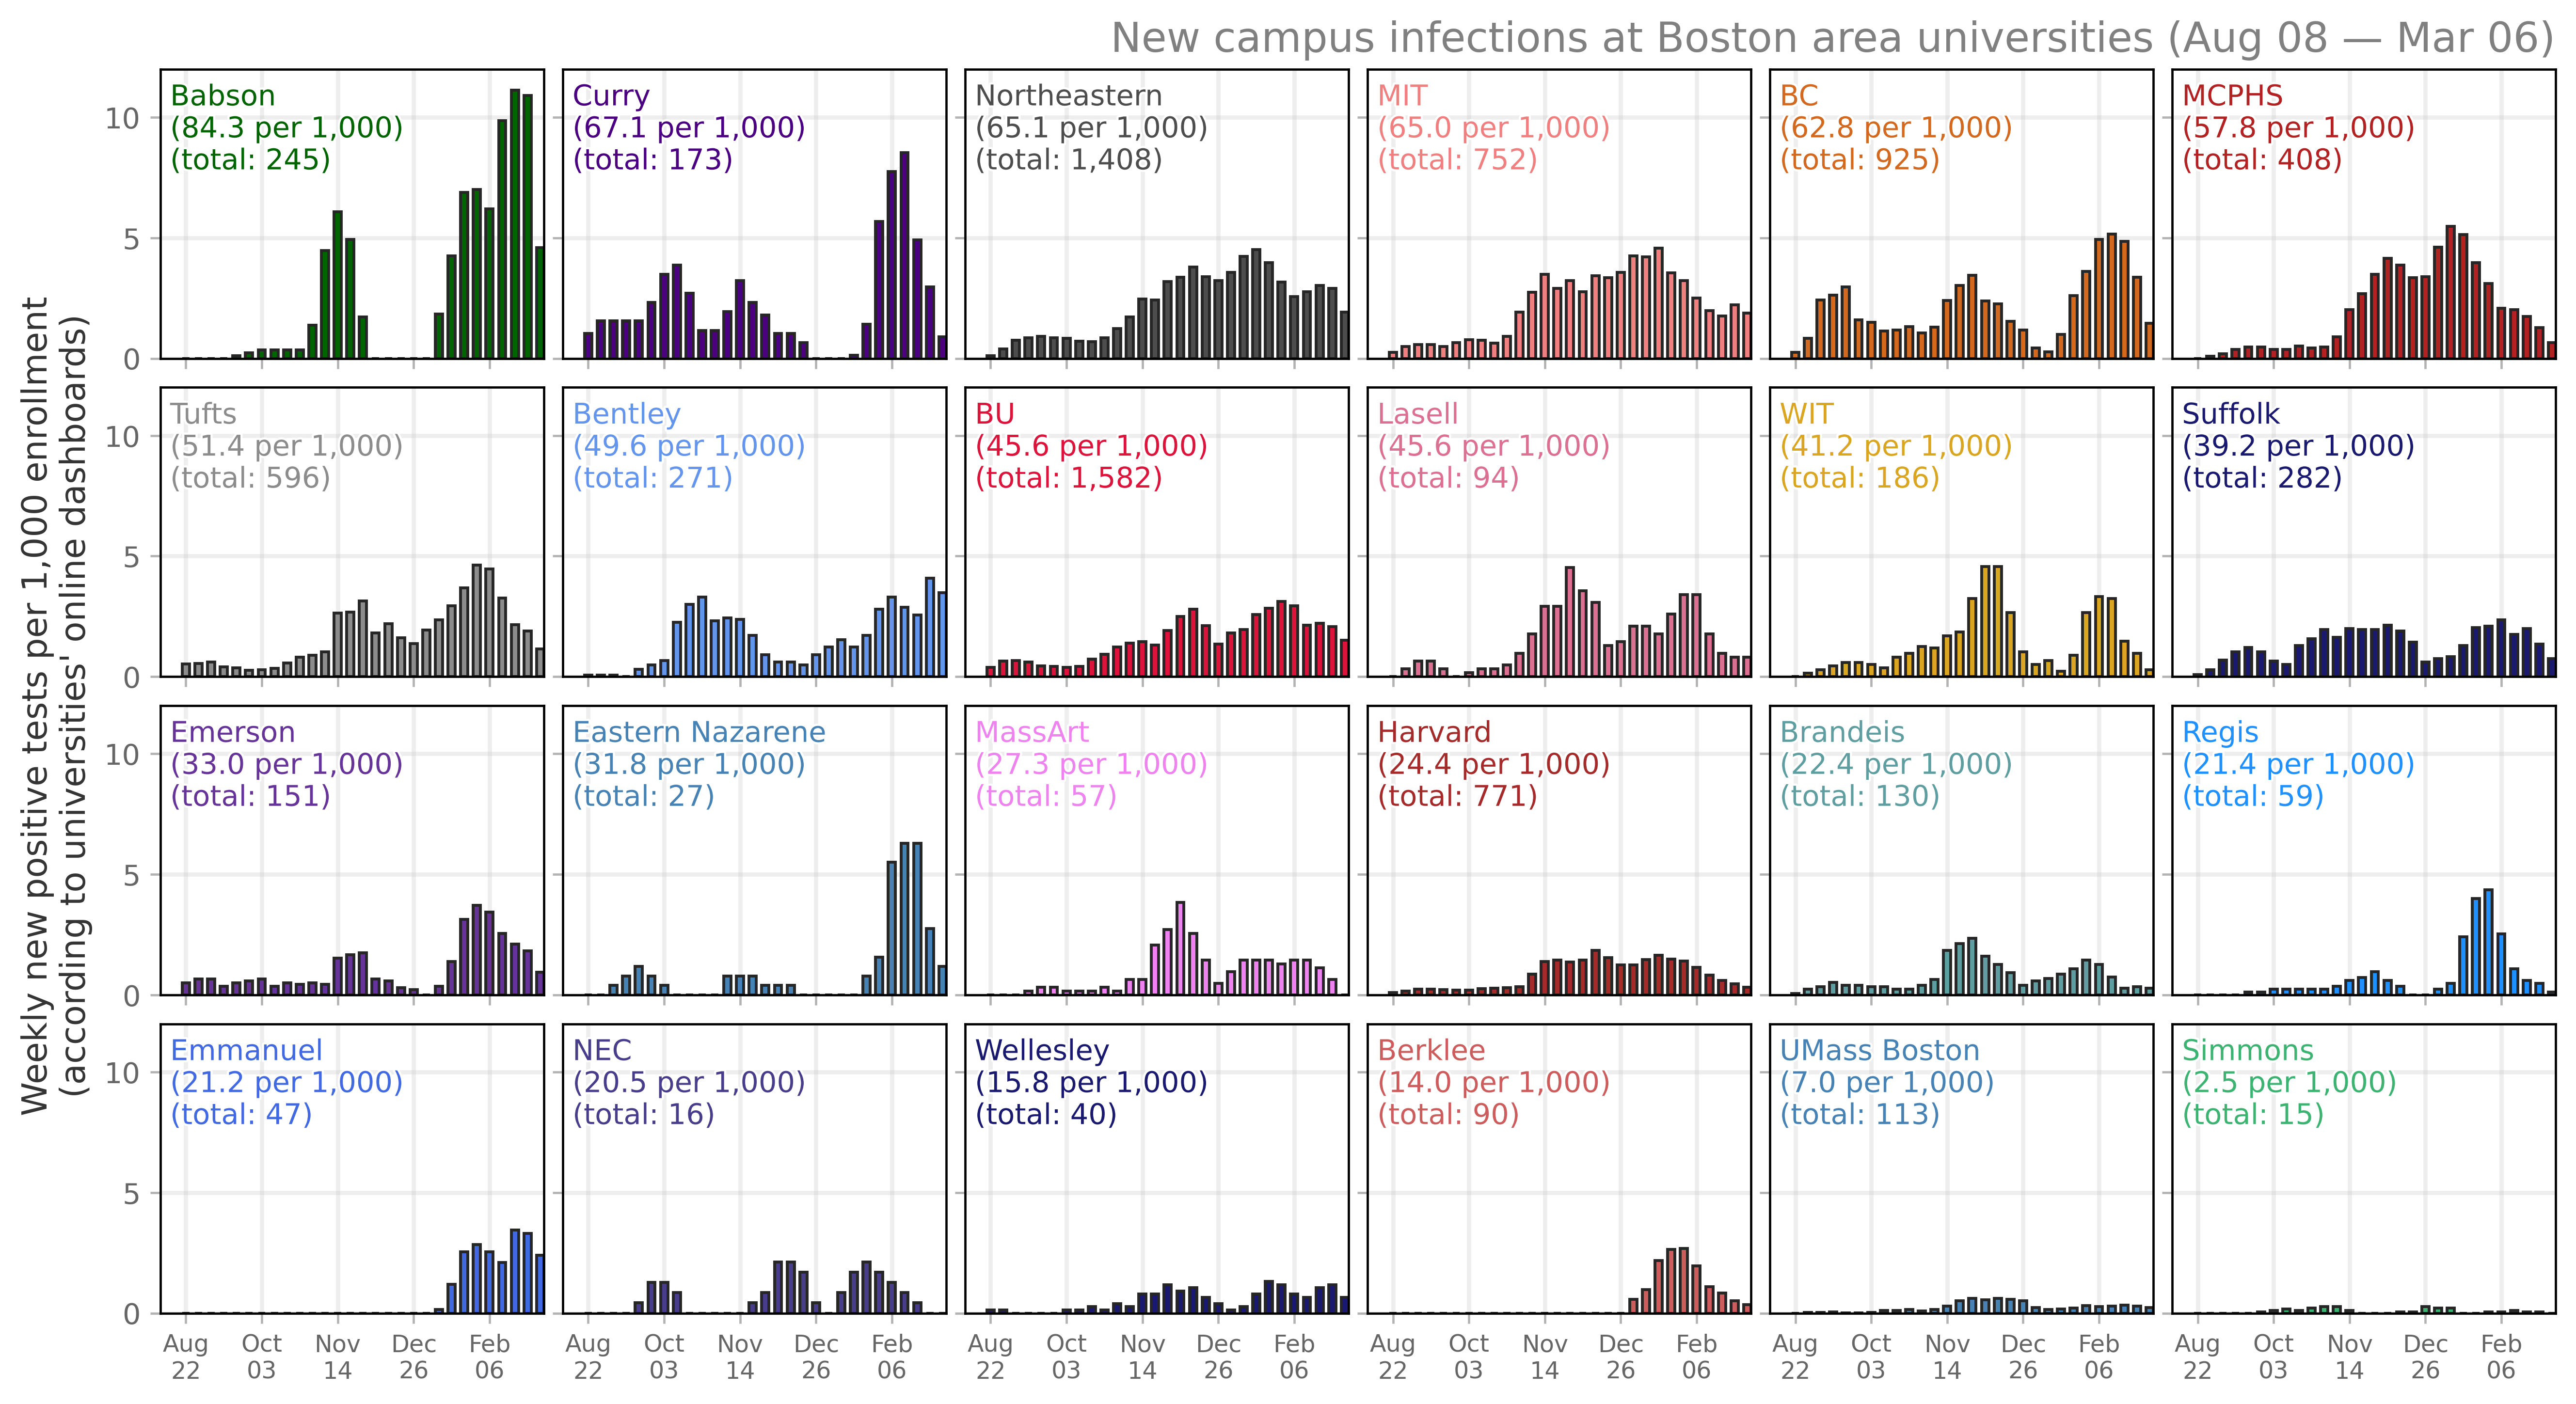 New campus infections at Boston area universities (Aug 08 — Mar 06)
Weekly new positive tests per 1,000 enrollment
(according to universities' online dashboards)
10
5
0
Babson
(84.3 per 1,000)
(total: 245)
Curry
(67.1 per 1,000)
(total: 173)
Northeastern
(65.1 per 1,000)
(total: 1,408)
MIT
(65.0 per 1,000)
(total: 752)
BC
(62.8 per 1,000)
(total: 925)
MCPHS
(57.8 per 1,000)
(total: 408)
10
5
0
Tufts
(51.4 per 1,000)
(total: 596)
Bentley
(49.6 per 1,000)
(total: 271)
BU
(45.6 per 1,000)
(total: 1,582)
Lasell
(45.6 per 1,000)
(total: 94)
WIT
(41.2 per 1,000)
(total: 186)
Suffolk
(39.2 per 1,000)
(total: 282)
10
5
0
Emerson
(33.0 per 1,000)
(total: 151)
Eastern Nazarene
(31.8 per 1,000)
(total: 27)
MassArt
(27.3 per 1,000)
(total: 57)
Harvard
(24.4 per 1,000)
(total: 771)
Brandeis
(22.4 per 1,000)
(total: 130)
Regis
(21.4 per 1,000)
(total: 59)
10
5
0
Emmanuel
(21.2 per 1,000)
(total: 47)
NEC
(20.5 per 1,000)
(total: 16)
Wellesley
(15.8 per 1,000)
(total: 40)
Berklee
(14.0 per 1,000)
(total: 90)
UMass Boston
(7.0 per 1,000)
(total: 113)
Simmons
(2.5 per 1,000)
(total: 15)
Aug Oct Nov Dec Feb
22 03 14 26 06
Aug Oct Nov Dec Feb
22 03 14 26 06
Aug Oct Nov Dec Feb
22 03 14 26 06
Aug Oct Nov Dec Feb
22 03 14 26 06
Aug Oct Nov Dec Feb
22 03 14 26 06
Aug Oct Nov Dec Feb
22 03 14 26 06